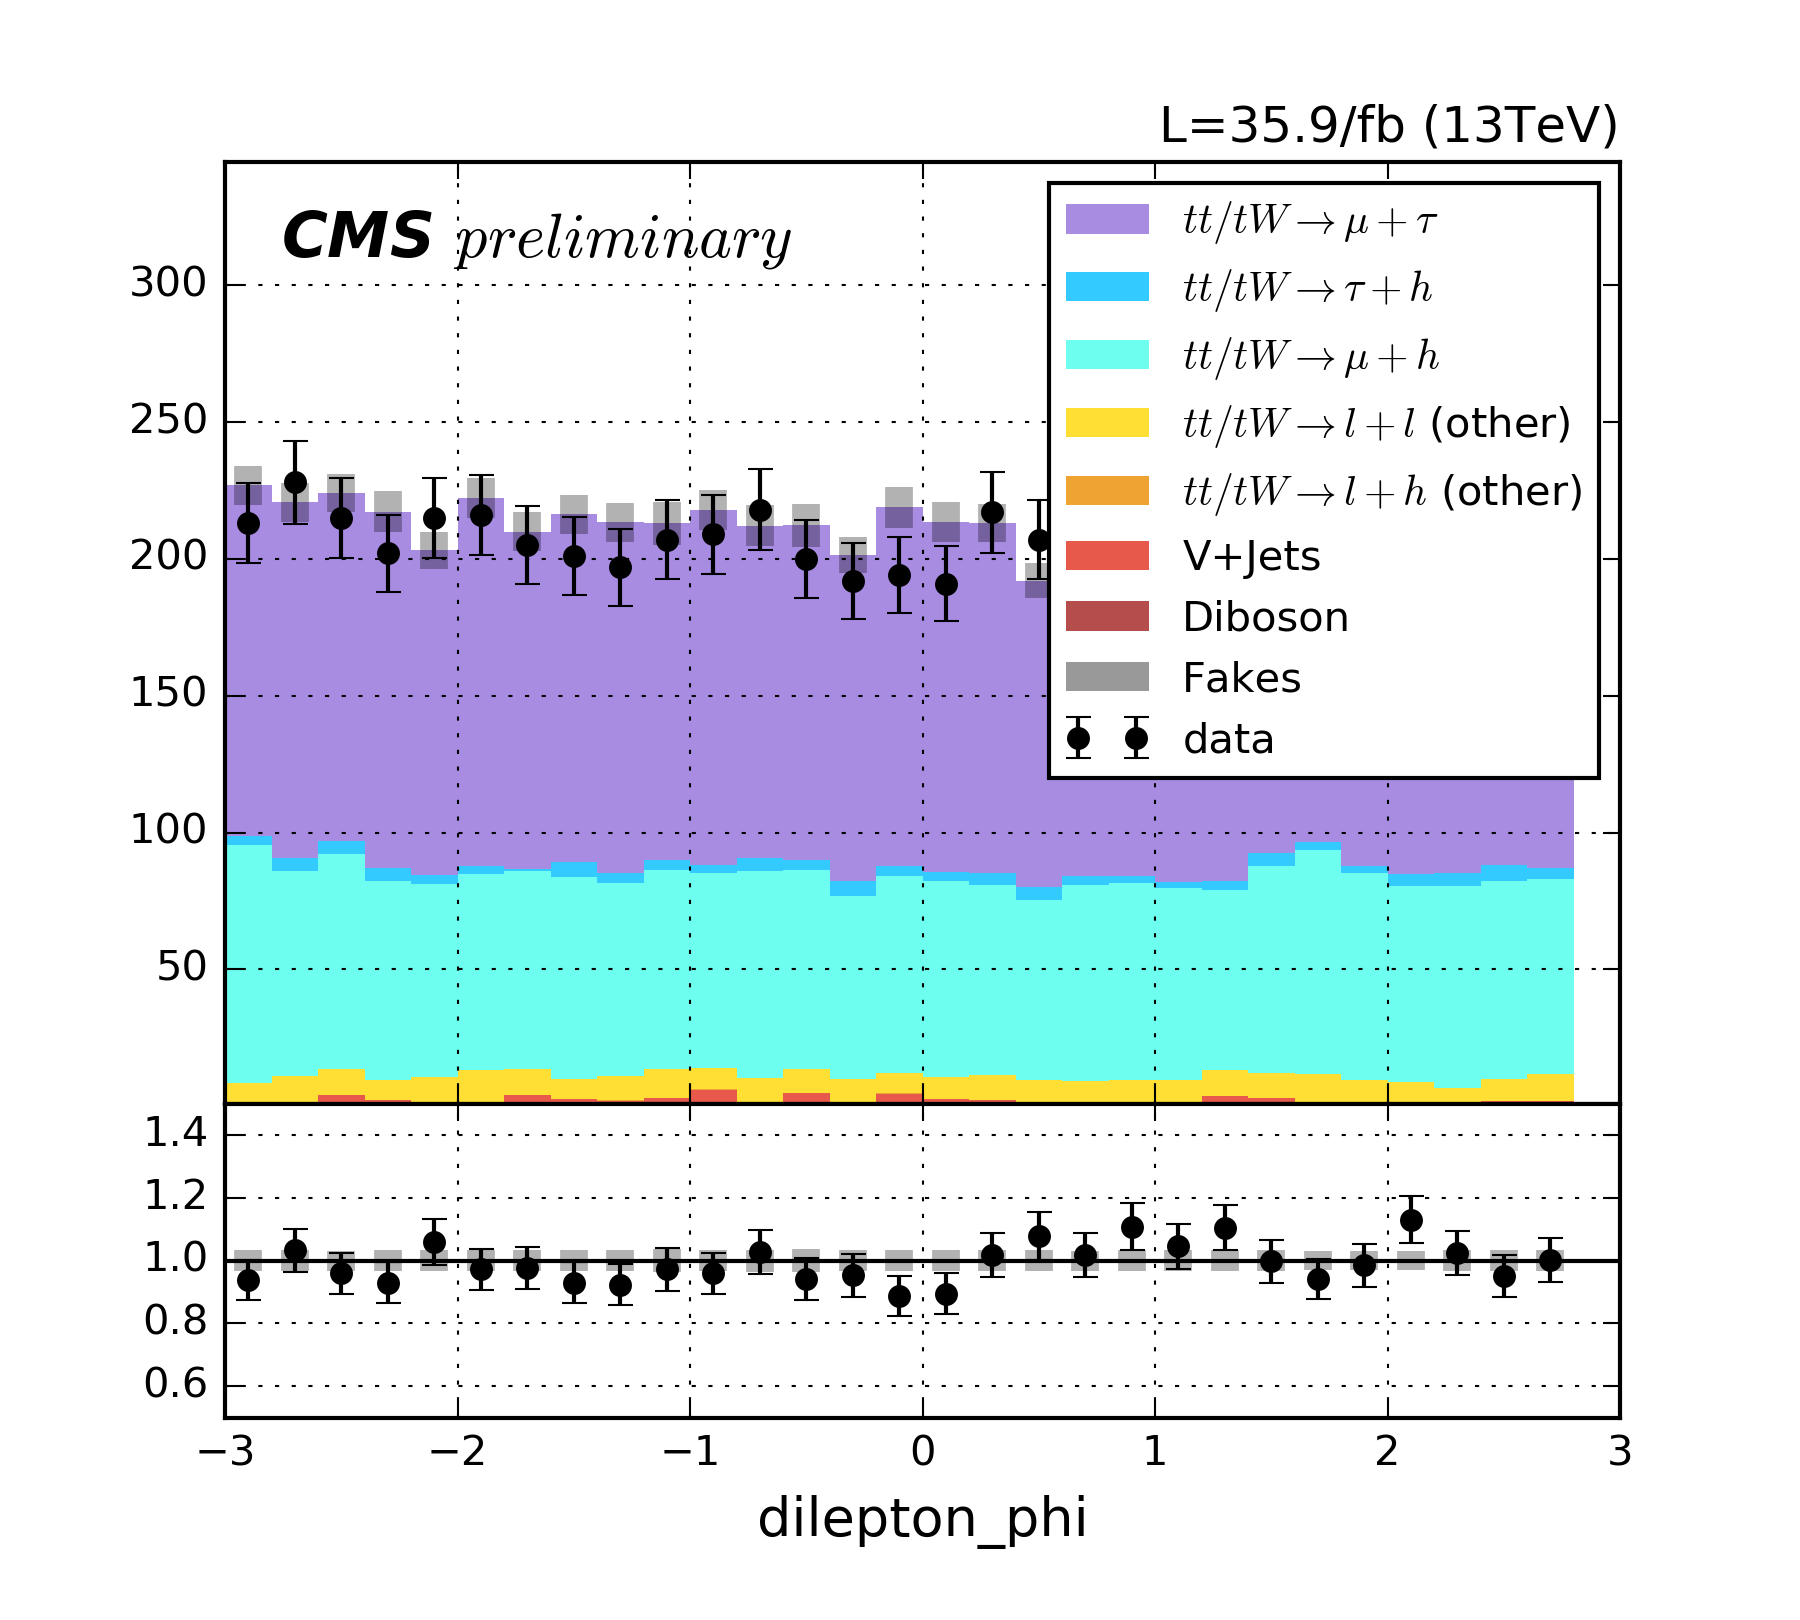 L=35.9/fb (13TeV)
CMS preliminary
tt/tW → μ + τ
tt/tW → τ + h
tt/tW → μ + h
tt/tW → l + l (other)
tt/tW → l + h (other)
V+Jets
Diboson
Fakes
data
300
250
200
150
100
50
1.4
1.2
1.0
0.8
0.6
−3 −2 −1 0 1 2 3
dilepton_phi